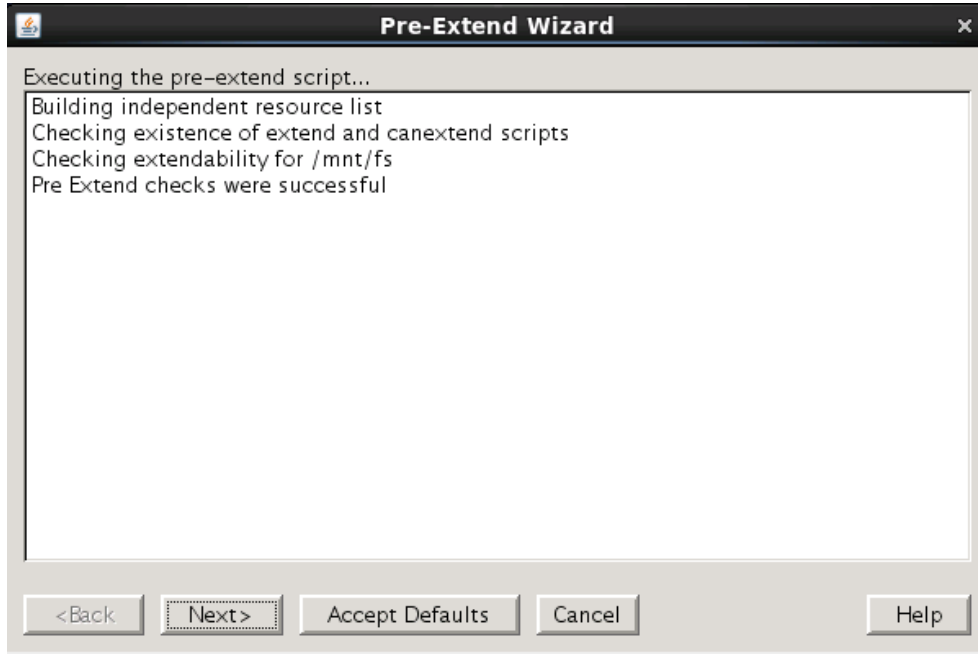 Pre-Extend Wizard
Executing the pre-extend script...
Building independent resource list
Checking existence of extend and canextend scripts
Checking extendability for /mnt/fs
Pre Extend checks were successful
<Back Next> Accept Defaults Cancel Help